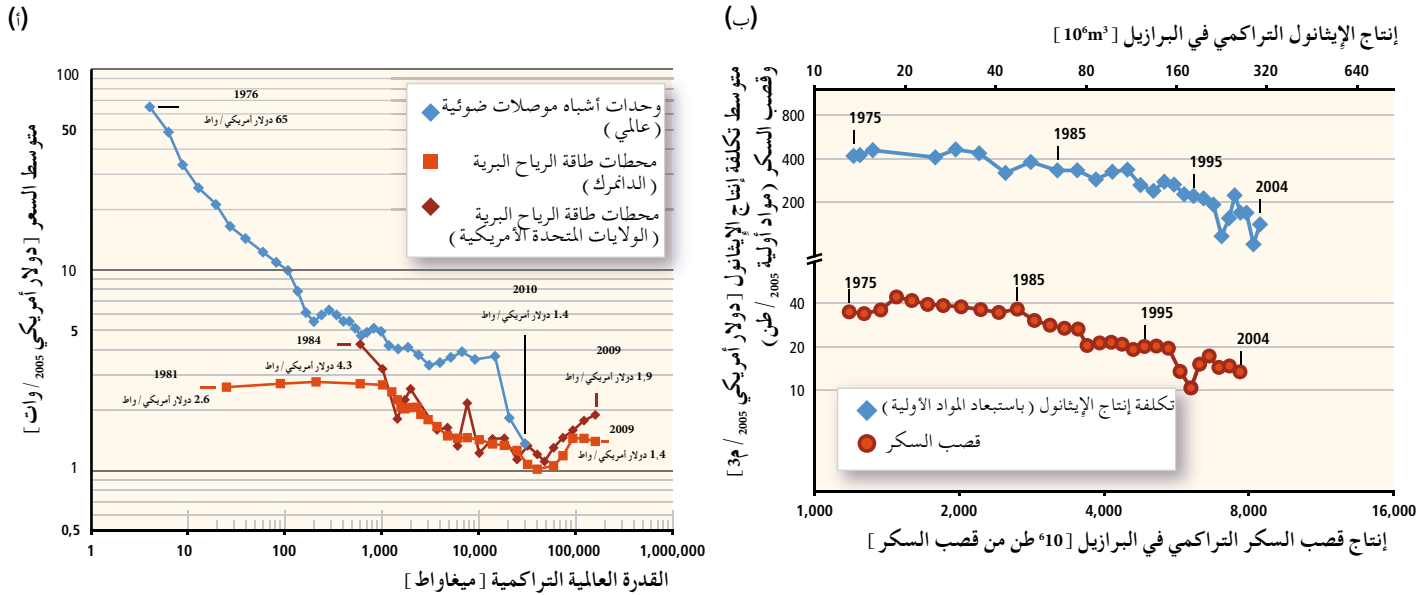 (أ)
متوسط السعر [دولار أمريكي 2005 /وات]
100
50
10
5
1
0,5
1976
65 دولار أمريكي/واط
وحدات أشباه موصلات ضوئية
(عالمي)
محطات طاقة الرياح البرية
(الدانمرك)
محطات طاقة الرياح البرية
(الولايات المتحدة الأمريكية)
2010
1.4 دولار أمريكي/واط
1984
4.3 دولار أمريكي/واط
1981
2.6 دولار أمريكي/واط
2009
1,9 دولار أمريكي/واط
2009
1,4 دولار أمريكي/واط
1
10
100
1,000
10,000
100,000
1,000,000
القدرة العالمية التراكمية [ميغاواط]
(ب)
إنتاج الإيثانول التراكمي في البرازيل [10⁶m³]
10
20
40
80
160
320
640
متوسط تكلفة إنتاج الإيثانول [دولار أمريكي 2005 / م3]
وقصب السكر (مواد أولية 2005 / طن)
800
400
200
40
20
10
1975
1985
1995
2004
1975
1985
1995
2004
تكلفة إنتاج الإيثانول (باستبعاد المواد الأولية)
قصب السكر
1,000
2,000
4,000
8,000
16,000
إنتاج قصب السكر التراكمي في البرازيل [10⁶ طن من قصب السكر]